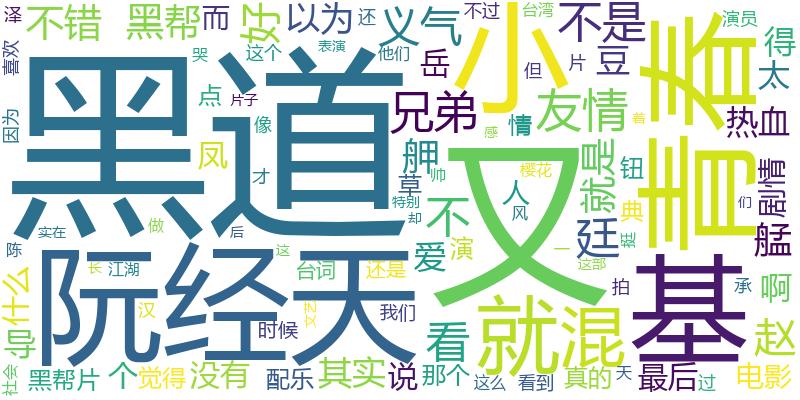 黑道
又
青春
阮经天
基
小
就
混
不错
黑帮
而
好
以为
义气
不过
台湾
不是
演员
得
还
哭
这个
表演
他们
岳
但
片
豆
太
喜欢
因为
点
片子
像
兄弟
友情
着
热血
凤
才
情
感
舺
草
帅
特别
却
不
樱花
就是
钮
人
风
典
剧情
们
做
实在
后
廷
挺
艋
陈
这
爱
演
一
这部
什么
长
江湖
台词
还是
拍
承
啊
汉
文艺
我们
时候
看
赵
社会
黑帮片
个
觉得
没有
配乐
其实
说
那个
这么
看到
真的
天
最后
过
电影